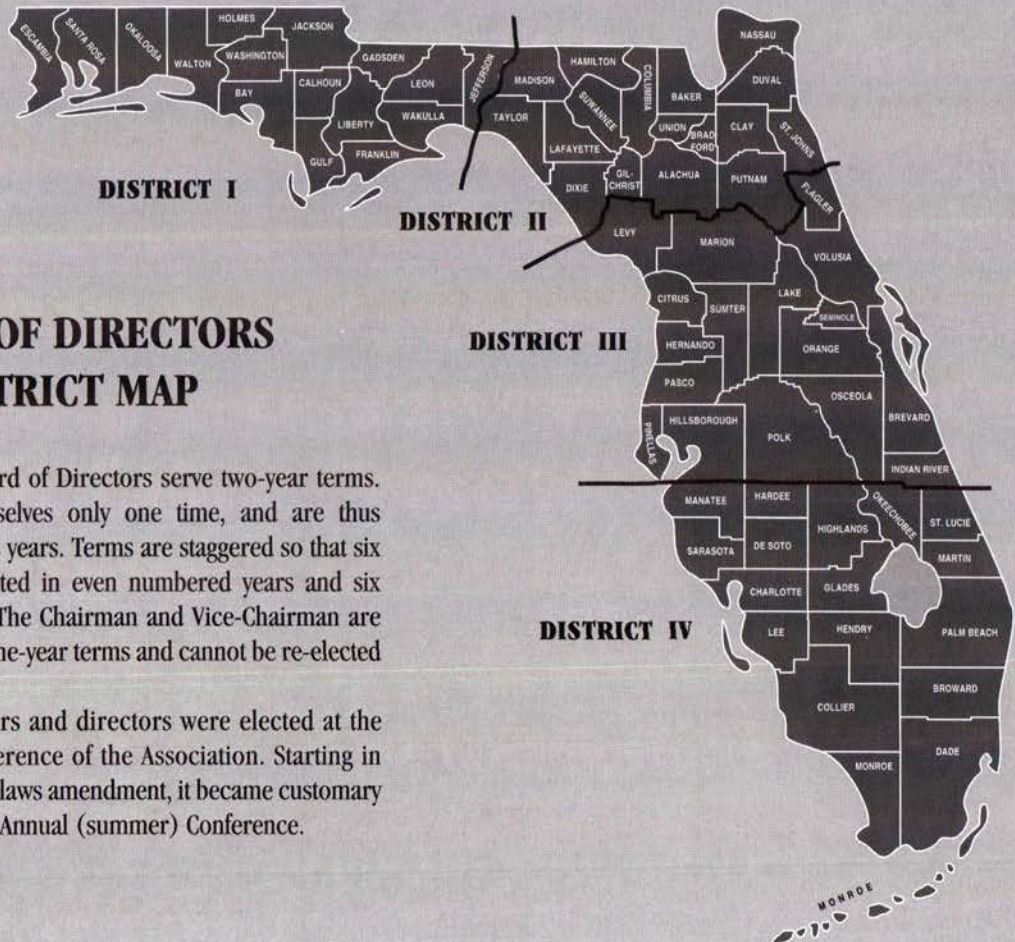 OF DIRECTORS
TRICT MAP
rd of Directors serve two-year terms.
selves only one time, and are thus
years. Terms are staggered so that six
ted in even numbered years and six
The Chairman and Vice-Chairman are
ne-year terms and cannot be re-elected
rs and directors were elected at the
erence of the Association. Starting in
laws amendment, it became customary
Annual (summer) Conference.
DISTRICT I
DISTRICT II
DISTRICT III
DISTRICT IV
ESCAMBIA
SANTA ROSA
OKALOOSA
WALTON
HOLMES
WASHINGTON
BAY
JACKSON
CALHOUN
GULF
GADSDEN
LIBERTY
FRANKLIN
LEON
WAKULLA
JEFFERSON
MADISON
TAYLOR
HAMILTON
SUWANNEE
LAFAYETTE
DIXIE
COLUMBIA
GIL-
CHRIST
BAKER
UNION
BRAD
FORD
ALACHUA
NASSAU
DUVAL
CLAY
ST. JOHNS
PUTNAM
FLAGLER
LEVY
MARION
VOLUSIA
CITRUS
SUMTER
LAKE
SEMINOLE
HERNANDO
ORANGE
PASCO
OSCEOLA
PINELLAS
HILLSBOROUGH
POLK
BREVARD
INDIAN RIVER
MANATEE
HARDEE
HIGHLANDS
OKEECHOBEE
ST. LUCIE
SARASOTA
DE SOTO
MARTIN
CHARLOTTE
GLADES
LEE
HENDRY
PALM BEACH
COLLIER
BROWARD
MONROE
DADE
MONROE